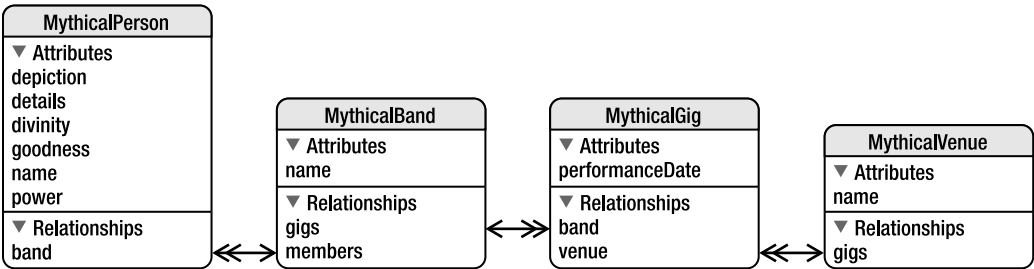 MythicalPerson
Attributes
depiction
details
divinity
goodness
name
power
Relationships
band
MythicalBand
Attributes
name
Relationships
gigs
members
MythicalGig
Attributes
performanceDate
Relationships
band
venue
MythicalVenue
Attributes
name
Relationships
gigs